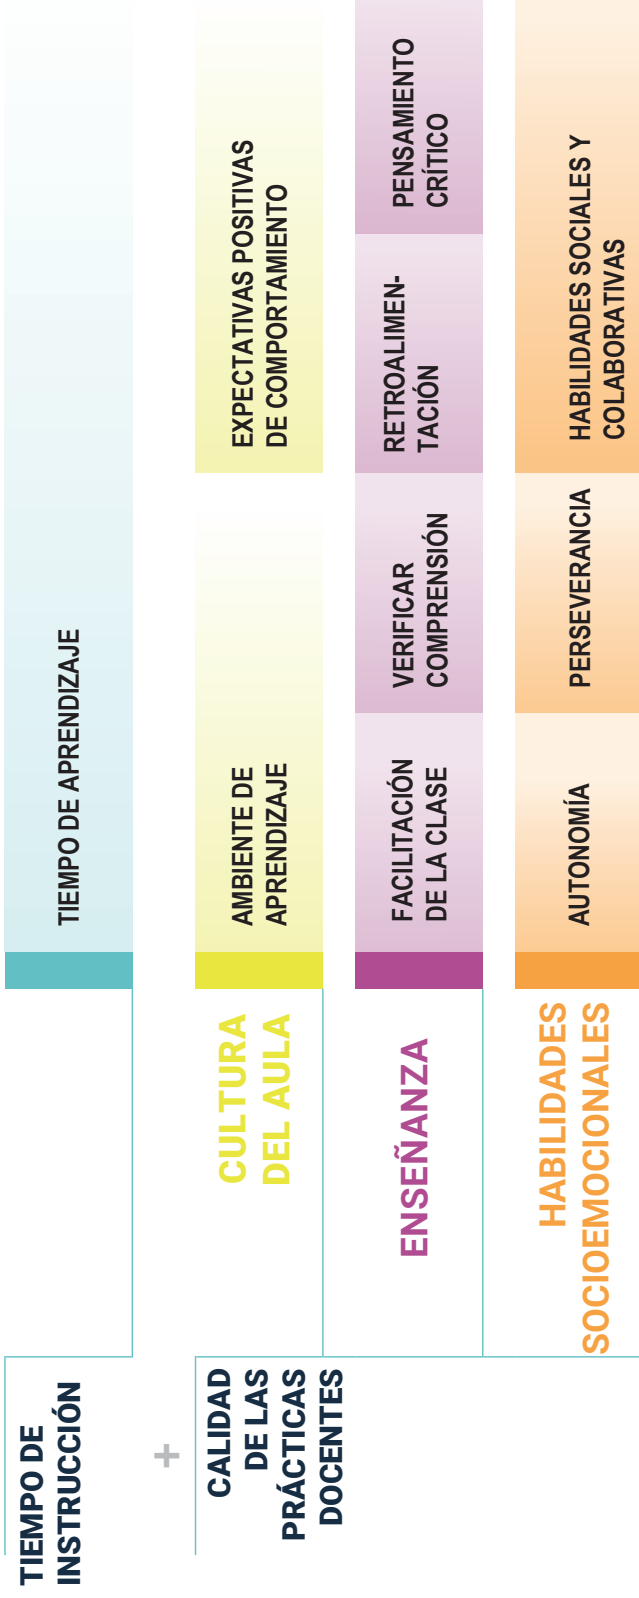 TIEMPO DE
INSTRUCCIÓN
TIEMPO DE APRENDIZAJE
+
CALIDAD
DE LAS
PRÁCTICAS
DOCENTES
CULTURA
DEL AULA
AMBIENTE DE
APRENDIZAJE
EXPECTATIVAS POSITIVAS
DE COMPORTAMIENTO
ENSEÑANZA
FACILITACIÓN
DE LA CLASE
VERIFICAR
COMPRENSIÓN
RETROALIMEN-
TACIÓN
PENSAMIENTO
CRÍTICO
HABILIDADES
SOCIOEMOCIONALES
AUTONOMÍA
PERSEVERANCIA
HABILIDADES SOCIALES Y
COLABORATIVAS